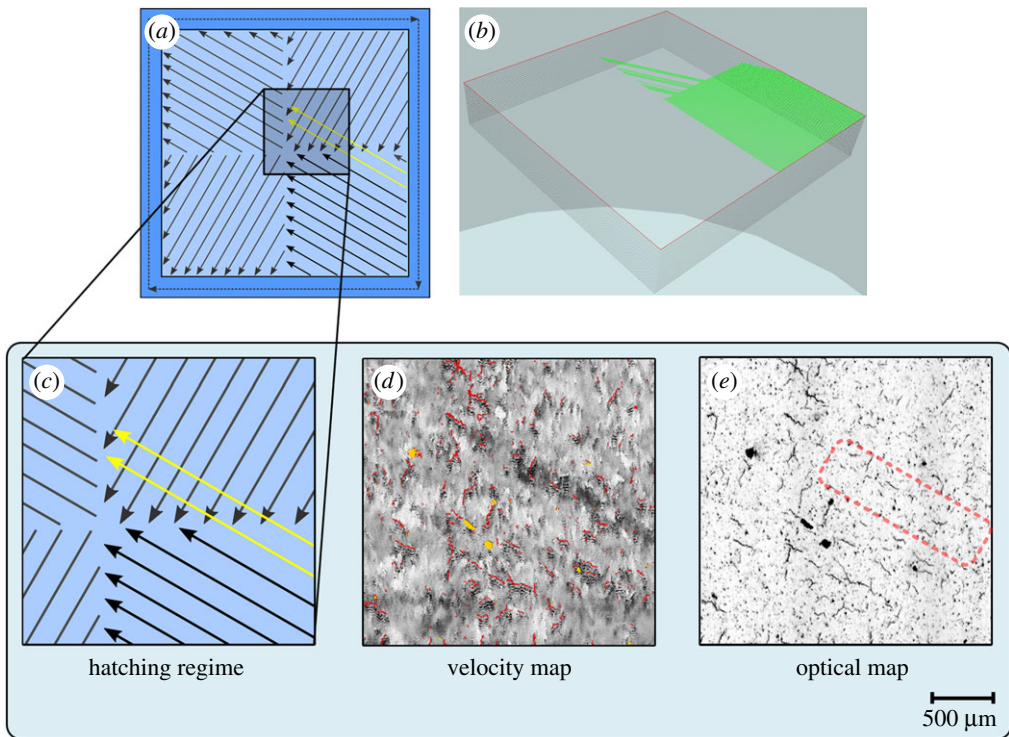 (a)
(b)
(c)
(d)
(e)
hatching regime
velocity map
optical map
500 µm